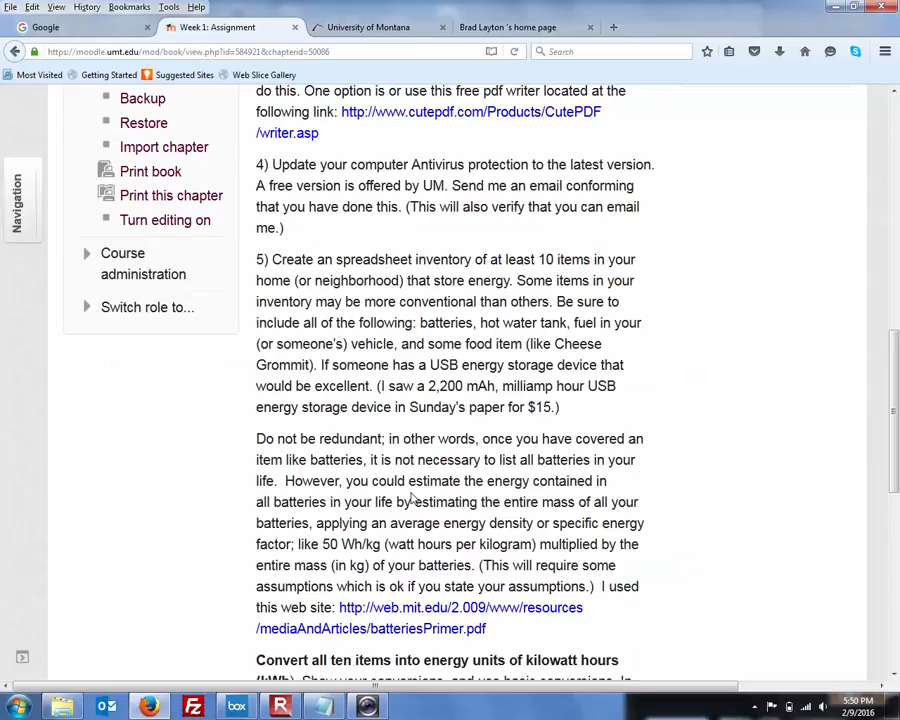 File Edit View History Bookmarks Tools Help
Google Week 1: Assignment University of Montana Brad Layton 's home page
https://moodle.umt.edu/mod/book/view.php?id=584921&chapterid=50086 Search
Most Visited Getting Started Suggested Sites Web Slice Gallery
Navigation
Backup
Restore
Import chapter
Print book
Print this chapter
Turn editing on
Course
administration
Switch role to...
do this. One option is or use this free pdf writer located at the
following link: http://www.cutepdf.com/Products/CutePDF
/writer.asp
4) Update your computer Antivirus protection to the latest version.
A free version is offered by UM. Send me an email conforming
that you have done this. (This will also verify that you can email
me.)
5) Create an spreadsheet inventory of at least 10 items in your
home (or neighborhood) that store energy. Some items in your
inventory may be more conventional than others. Be sure to
include all of the following: batteries, hot water tank, fuel in your
(or someone's) vehicle, and some food item (like Cheese
Grommit). If someone has a USB energy storage device that
would be excellent. (I saw a 2,200 mAh, milliamp hour USB
energy storage device in Sunday's paper for $15.)
Do not be redundant; in other words, once you have covered an
item like batteries, it is not necessary to list all batteries in your
life. However, you could estimate the energy contained in
all batteries in your life by estimating the entire mass of all your
batteries, applying an average energy density or specific energy
factor; like 50 Wh/kg (watt hours per kilogram) multiplied by the
entire mass (in kg) of your batteries. (This will require some
assumptions which is ok if you state your assumptions.) I used
this web site: http://web.mit.edu/2.009/www/resources
/mediaAndArticles/batteriesPrimer.pdf
Convert all ten items into energy units of kilowatt hours
(kWh). Show your conversions, and use basic conversions. In
box
5:50 PM
2/9/2016